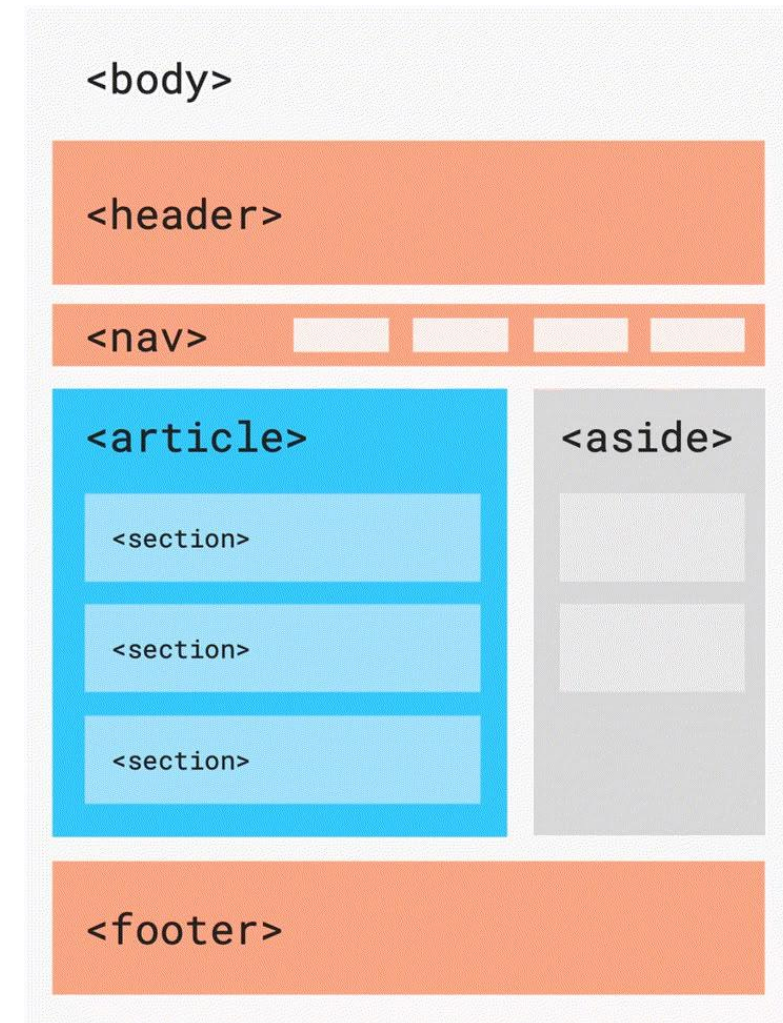 <body>
<header>
<nav>
<article>
<aside>
<section>
<section>
<section>
<footer>